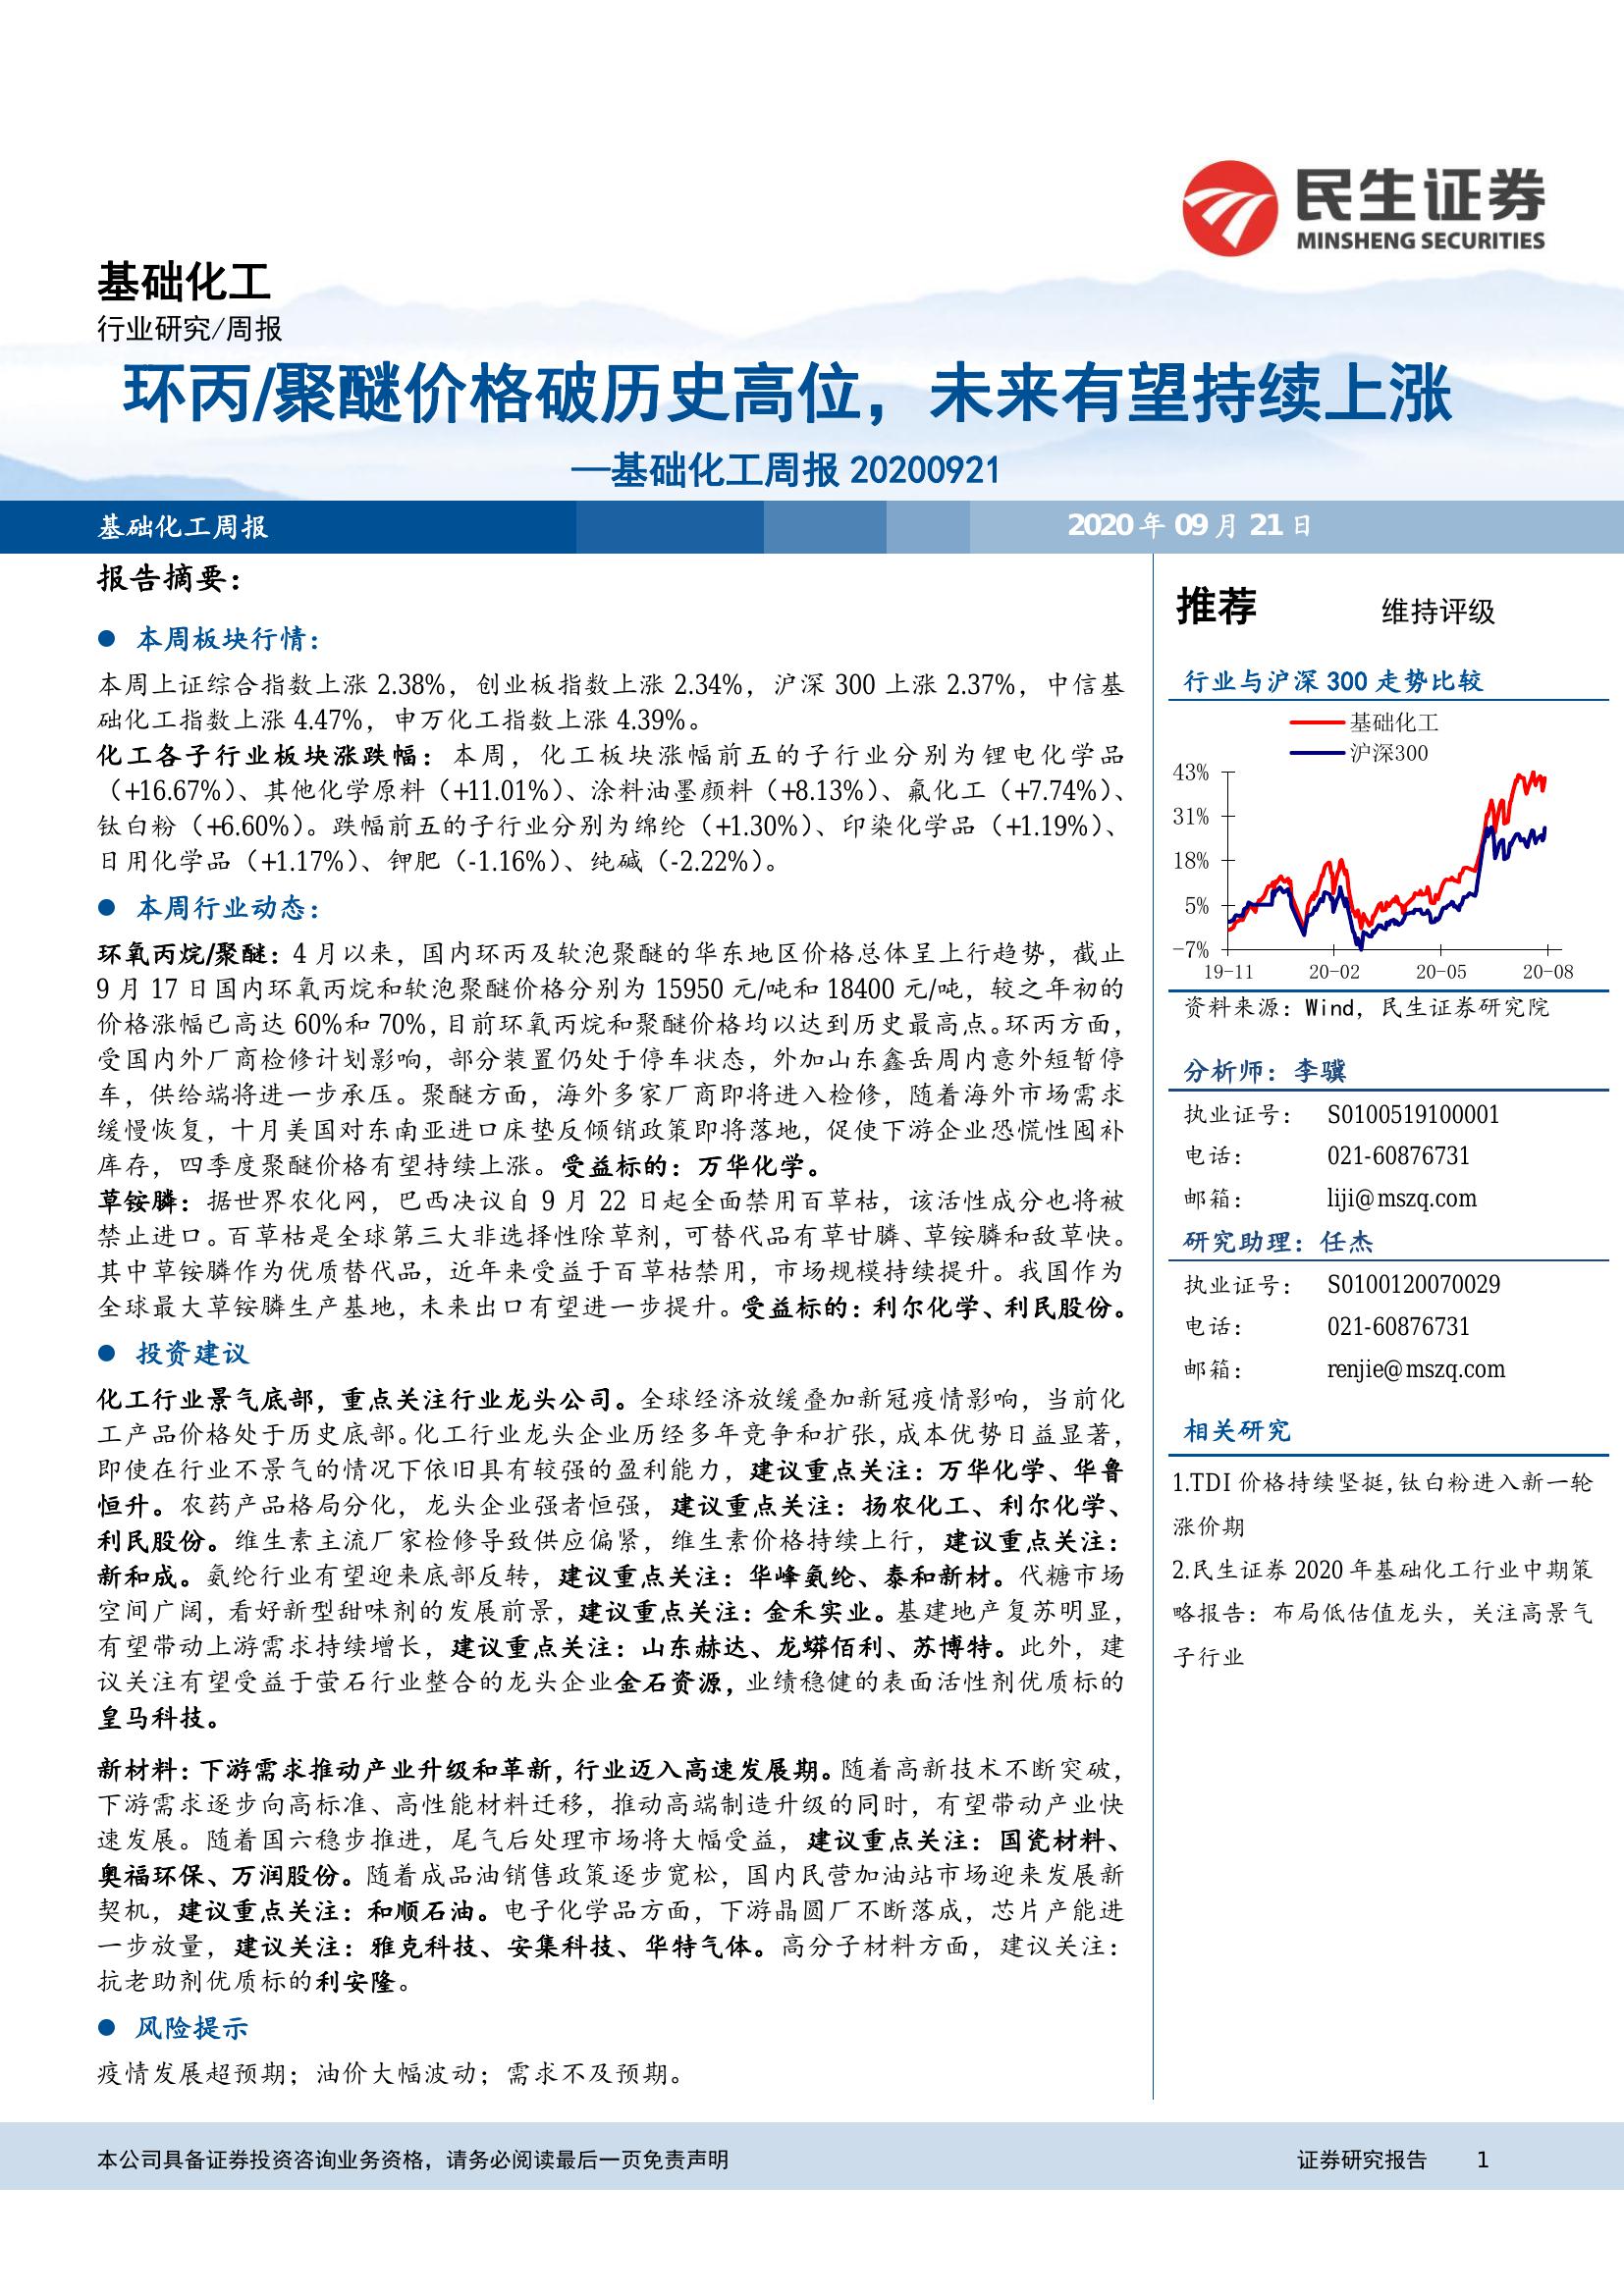 民生证券
MINSHENG SECURITIES
基础化工
行业研究/周报
环丙/聚醚价格破历史高位，未来有望持续上涨
—基础化工周报 20200921
基础化工周报
2020 年 09 月 21 日
报告摘要：
● 本周板块行情：
本周上证综合指数上涨 2.38%，创业板指数上涨 2.34%，沪深 300 上涨 2.37%，中信基
础化工指数上涨 4.47%，申万化工指数上涨 4.39%。
化工各子行业板块涨跌幅：本周，化工板块涨幅前五的子行业分别为锂电化学品
（+16.67%）、其他化学原料（+11.01%）、涂料油墨颜料（+8.13%）、氟化工（+7.74%）、
钛白粉（+6.60%）。跌幅前五的子行业分别为绵纶（+1.30%）、印染化学品（+1.19%）、
日用化学品（+1.17%）、钾肥（-1.16%）、纯碱（-2.22%）。
● 本周行业动态：
环氧丙烷/聚醚：4 月以来，国内环丙及软泡聚醚的华东地区价格总体呈上行趋势，截止
9 月 17 日国内环氧丙烷和软泡聚醚价格分别为 15950 元/吨和 18400 元/吨，较之年初的
价格涨幅已高达 60%和 70%，目前环氧丙烷和聚醚价格均以达到历史最高点。环丙方面，
受国内外厂商检修计划影响，部分装置仍处于停车状态，外加山东鑫岳周内意外短暂停
车，供给端将进一步承压。聚醚方面，海外多家厂商即将进入检修，随着海外市场需求
缓慢恢复，十月美国对东南亚进口床垫反倾销政策即将落地，促使下游企业恐慌性囤补
库存，四季度聚醚价格有望持续上涨。受益标的：万华化学。
草铵膦：据世界农化网，巴西决议自 9 月 22 日起全面禁用百草枯，该活性成分也将被
禁止进口。百草枯是全球第三大非选择性除草剂，可替代品有草甘膦、草铵膦和敌草快。
其中草铵膦作为优质替代品，近年来受益于百草枯禁用，市场规模持续提升。我国作为
全球最大草铵膦生产基地，未来出口有望进一步提升。受益标的：利尔化学、利民股份。
● 投资建议
化工行业景气底部，重点关注行业龙头公司。全球经济放缓叠加新冠疫情影响，当前化
工产品价格处于历史底部。化工行业龙头企业历经多年竞争和扩张，成本优势日益显著，
即使在行业不景气的情况下依旧具有较强的盈利能力，建议重点关注：万华化学、华鲁
恒升。农药产品格局分化，龙头企业强者恒强，建议重点关注：扬农化工、利尔化学、
利民股份。维生素主流厂家检修导致供应偏紧，维生素价格持续上行，建议重点关注：
新和成。氨纶行业有望迎来底部反转，建议重点关注：华峰氨纶、泰和新材。代糖市场
空间广阔，看好新型甜味剂的发展前景，建议重点关注：金禾实业。基建地产复苏明显，
有望带动上游需求持续增长，建议重点关注：山东赫达、龙蟒佰利、苏博特。此外，建
议关注有望受益于萤石行业整合的龙头企业金石资源，业绩稳健的表面活性剂优质标的
皇马科技。
新材料：下游需求推动产业升级和革新，行业迈入高速发展期。随着高新技术不断突破，
下游需求逐步向高标准、高性能材料迁移，推动高端制造升级的同时，有望带动产业快
速发展。随着国六稳步推进，尾气后处理市场将大幅受益，建议重点关注：国瓷材料、
奥福环保、万润股份。随着成品油销售政策逐步宽松，国内民营加油站市场迎来发展新
契机，建议重点关注：和顺石油。电子化学品方面，下游晶圆厂不断落成，芯片产能进
一步放量，建议关注：雅克科技、安集科技、华特气体。高分子材料方面，建议关注：
抗老助剂优质标的利安隆。
● 风险提示
疫情发展超预期；油价大幅波动；需求不及预期。
推荐 维持评级
行业与沪深 300 走势比较
基础化工
沪深300
43%
31%
18%
5%
-7%
19-11 20-02 20-05 20-08
资料来源：Wind，民生证券研究院
分析师：李骥
执业证号： S0100519100001
电话： 021-60876731
邮箱： liji@mszq.com
研究助理：任杰
执业证号： S0100120070029
电话： 021-60876731
邮箱： renjie@mszq.com
相关研究
1.TDI 价格持续坚挺，钛白粉进入新一轮
涨价期
2.民生证券 2020 年基础化工行业中期策
略报告：布局低估值龙头，关注高景气
子行业
本公司具备证券投资咨询业务资格，请务必阅读最后一页免责声明
证券研究报告 1